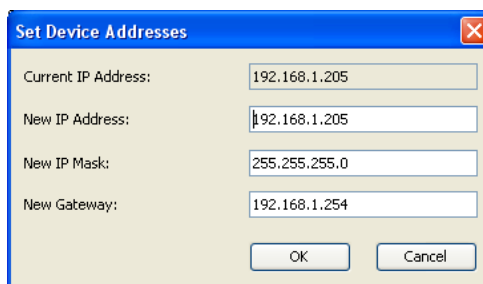 Set Device Addresses
Current IP Address: 192.168.1.205
New IP Address: 192.168.1.205
New IP Mask: 255.255.255.0
New Gateway: 192.168.1.254
OK Cancel